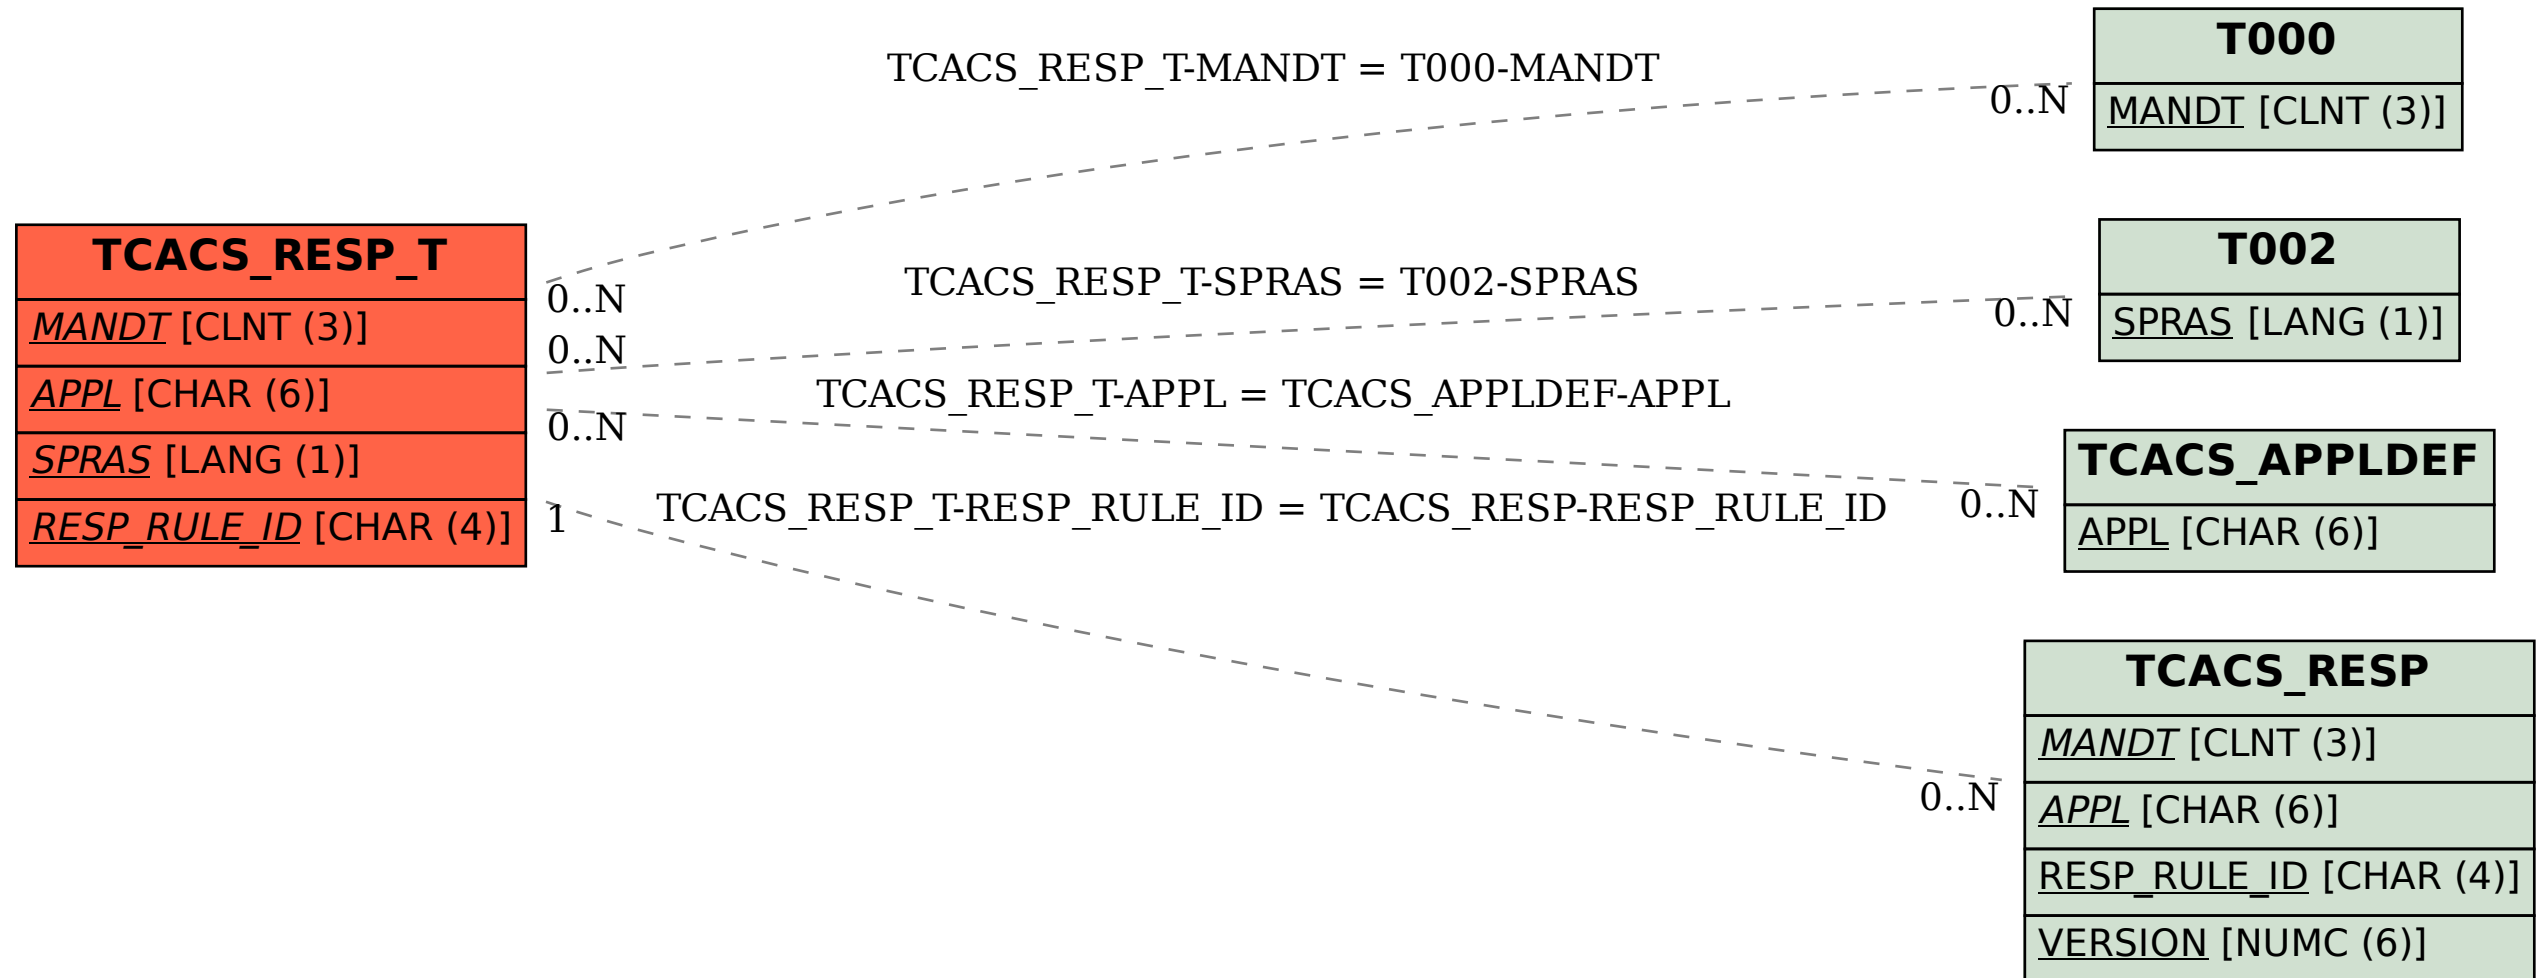 TCACS_RESP_T
MANDT [CLNT (3)]
APPL [CHAR (6)]
SPRAS [LANG (1)]
RESP_RULE_ID [CHAR (4)]
TCACS_RESP_T-MANDT = T000-MANDT
0..N
0..N
TCACS_RESP_T-SPRAS = T002-SPRAS
0..N
0..N
TCACS_RESP_T-APPL = TCACS_APPLDEF-APPL
0..N
0..N
TCACS_RESP_T-RESP_RULE_ID = TCACS_RESP-RESP_RULE_ID
1
0..N
T000
MANDT [CLNT (3)]
T002
SPRAS [LANG (1)]
TCACS_APPLDEF
APPL [CHAR (6)]
TCACS_RESP
MANDT [CLNT (3)]
APPL [CHAR (6)]
RESP_RULE_ID [CHAR (4)]
VERSION [NUMC (6)]